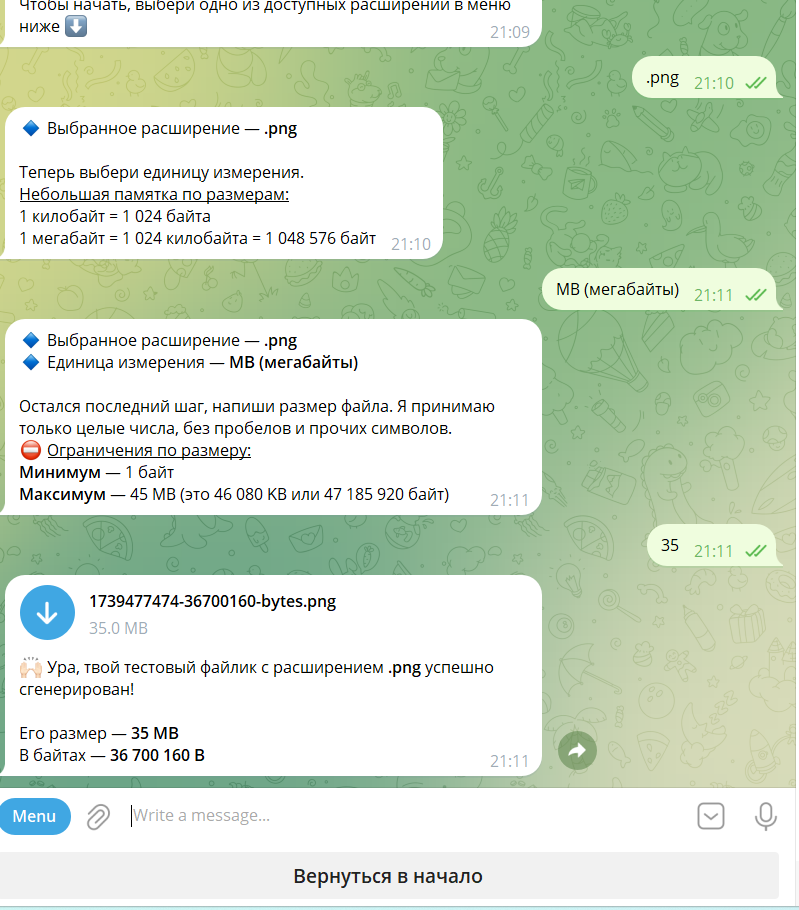 Чтобы начать, выбери одно из доступных расширений в меню
ниже ⬇️
21:09
.png 21:10
🔹 Выбранное расширение — .png
Теперь выбери единицу измерения.
Небольшая памятка по размерам:
1 килобайт = 1 024 байта
1 мегабайт = 1 024 килобайта = 1 048 576 байт 21:10
MB (мегабайты) 21:11
🔹 Выбранное расширение — .png
🔹 Единица измерения — MB (мегабайты)
Остался последний шаг, напиши размер файла. Я принимаю
только целые числа, без пробелов и прочих символов.
⛔ Ограничения по размеру:
Минимум — 1 байт
Максимум — 45 MB (это 46 080 KB или 47 185 920 байт) 21:11
35 21:11
1739477474-36700160-bytes.png
35.0 MB
🙌🏻 Ура, твой тестовый файлик с расширением .png успешно
сгенерирован!
Его размер — 35 MB
В байтах — 36 700 160 B
21:11
Menu Write a message...
Вернуться в начало